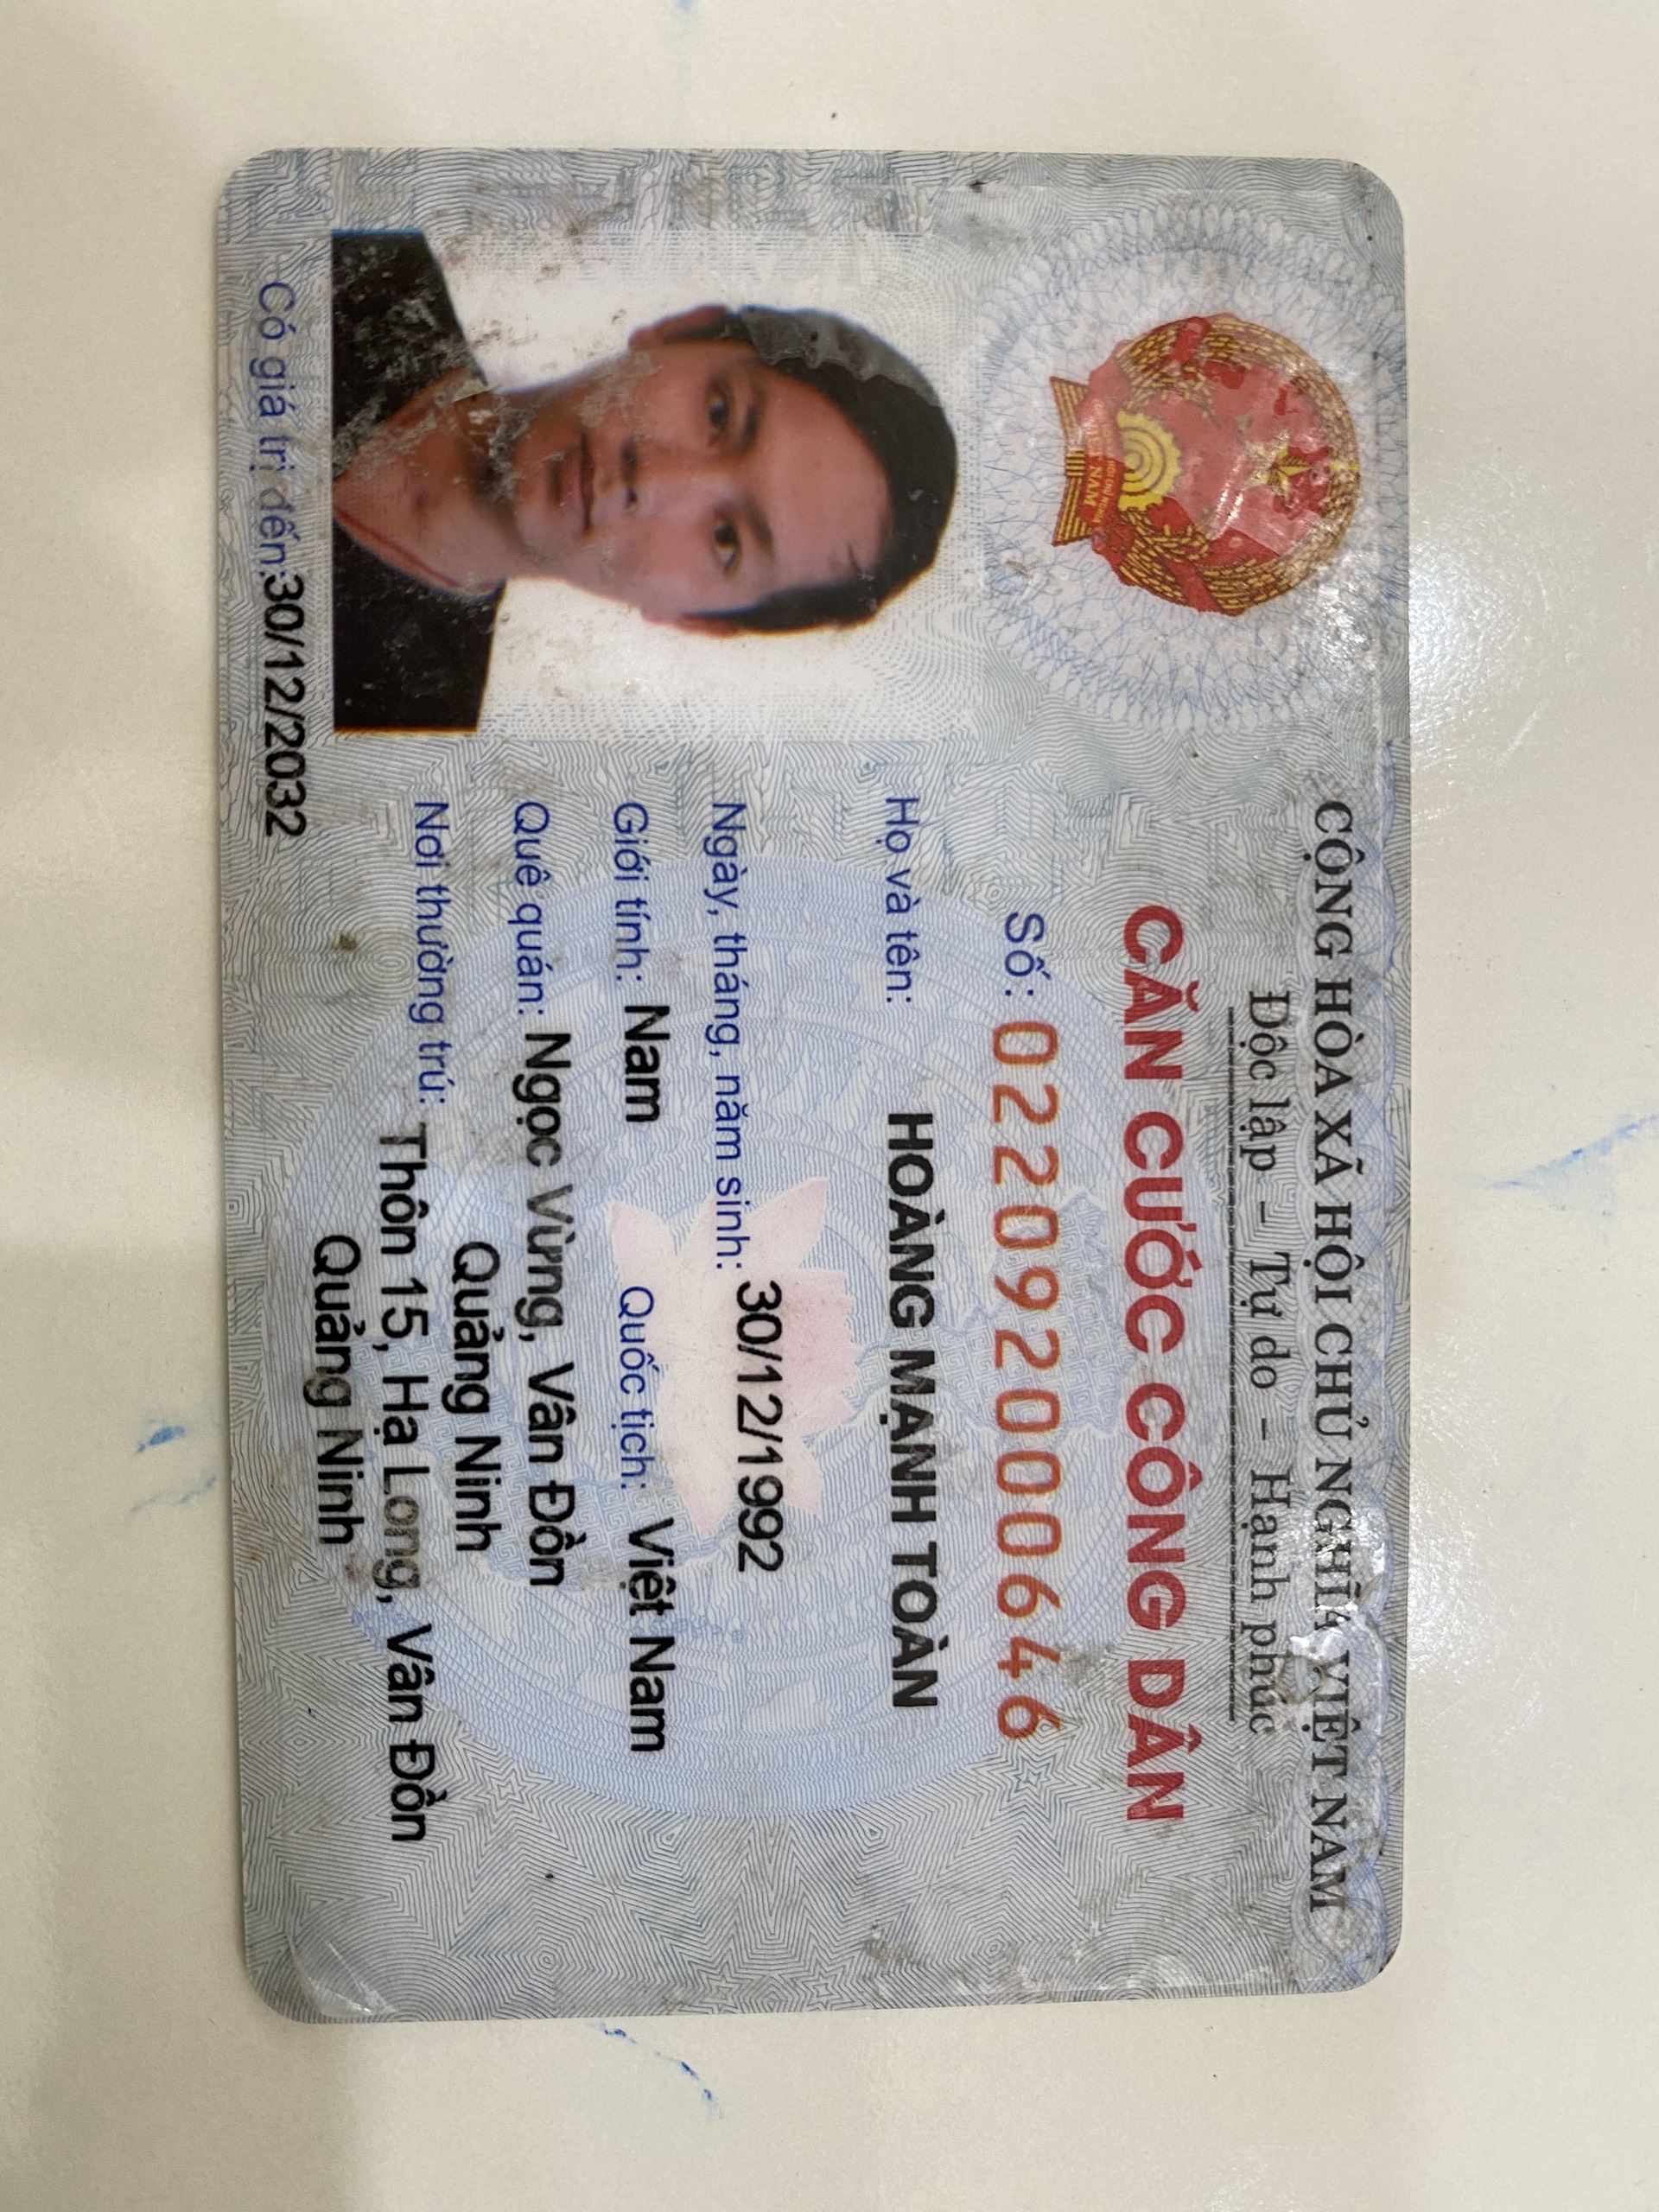 CỘNG HÒA XÃ HỘI CHỦ NGHĨA VIỆT NAM
Độc lập - Tự do - Hạnh phúc
CĂN CƯỚC CÔNG DÂN
Số: 022092000646
Họ và tên: HOÀNG MẠNH TOÀN
Ngày, tháng, năm sinh: 30/12/1992
Giới tính: Nam Quốc tịch: Việt Nam
Quê quán: Ngọc Vừng, Vân Đồn
Quảng Ninh
Nơi thường trú: Thôn 15, Hạ Long, Vân Đồn
Quảng Ninh
Có giá trị đến: 30/12/2032